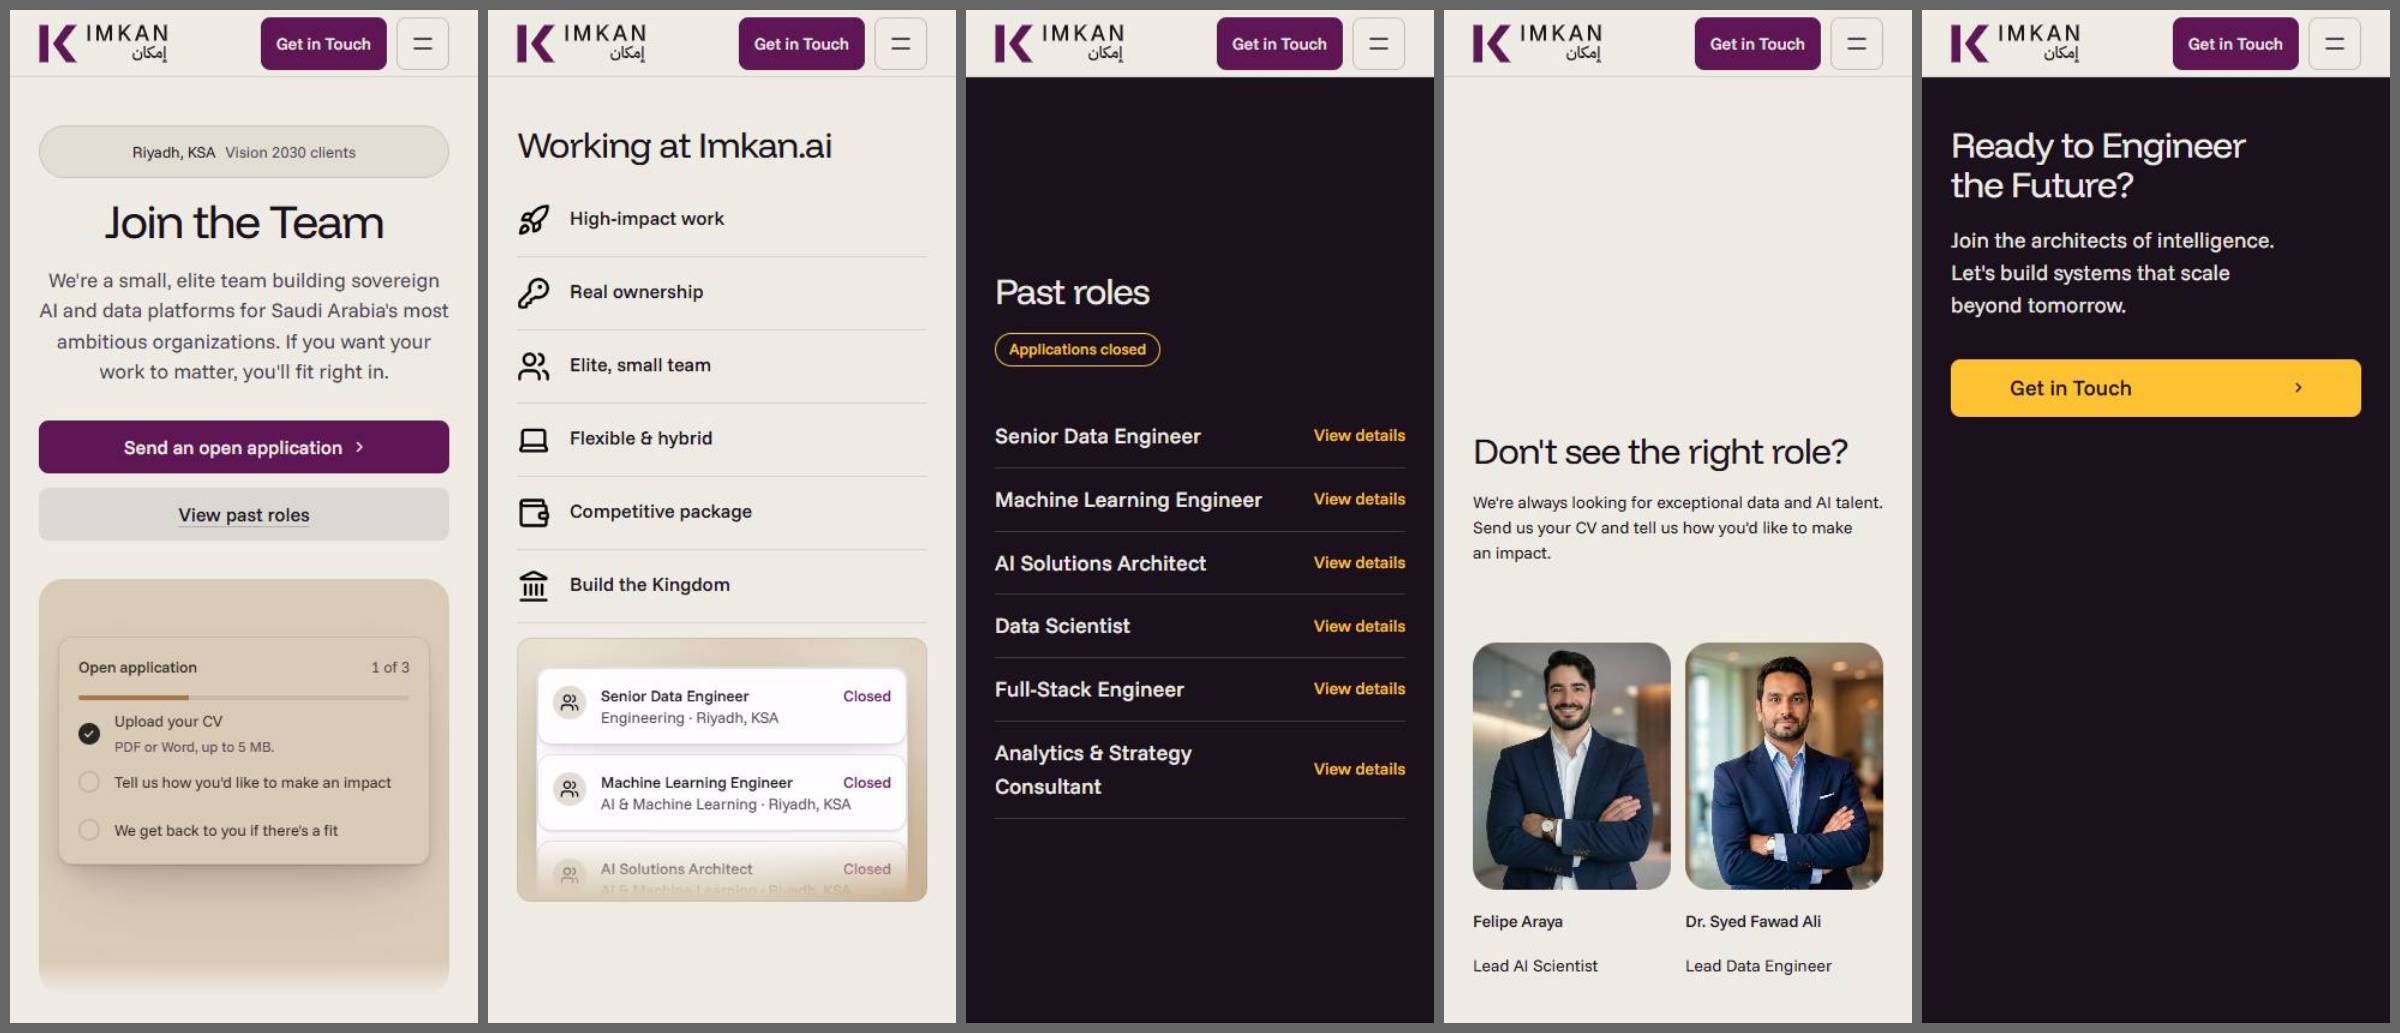 IMKAN
إمكان
Get in Touch
Riyadh, KSA Vision 2030 clients
Join the Team
We're a small, elite team building sovereign
AI and data platforms for Saudi Arabia's most
ambitious organizations. If you want your
work to matter, you'll fit right in.
Send an open application
View past roles
Open application 1 of 3
Upload your CV
PDF or Word, up to 5 MB.
Tell us how you'd like to make an impact
We get back to you if there's a fit
IMKAN
إمكان
Get in Touch
Working at Imkan.ai
High-impact work
Real ownership
Elite, small team
Flexible & hybrid
Competitive package
Build the Kingdom
Senior Data Engineer Closed
Engineering · Riyadh, KSA
Machine Learning Engineer Closed
AI & Machine Learning · Riyadh, KSA
AI Solutions Architect Closed
AI & Machine Learning · Riyadh, KSA
IMKAN
إمكان
Get in Touch
Past roles
Applications closed
Senior Data Engineer View details
Machine Learning Engineer View details
AI Solutions Architect View details
Data Scientist View details
Full-Stack Engineer View details
Analytics & Strategy
Consultant View details
IMKAN
إمكان
Get in Touch
Don't see the right role?
We're always looking for exceptional data and AI talent.
Send us your CV and tell us how you'd like to make
an impact.
Felipe Araya Dr. Syed Fawad Ali
Lead AI Scientist Lead Data Engineer
IMKAN
إمكان
Get in Touch
Ready to Engineer
the Future?
Join the architects of intelligence.
Let's build systems that scale
beyond tomorrow.
Get in Touch